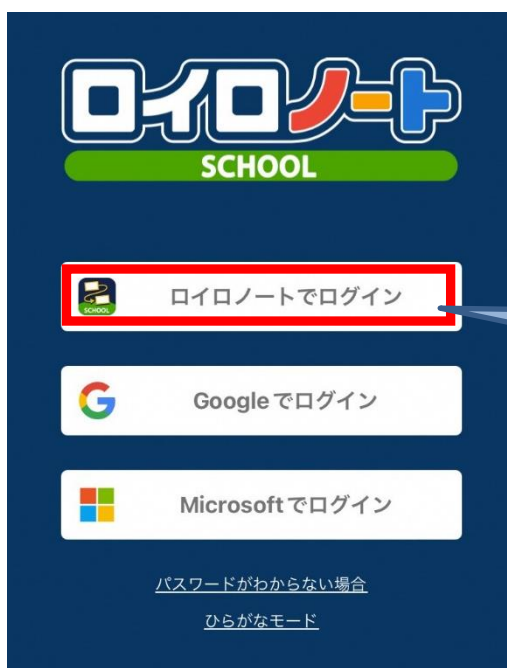 ロイロノート
SCHOOL
SCHOOL
ロイロノートでログイン
Googleでログイン
Microsoftでログイン
パスワードがわからない場合
ひらがなモード